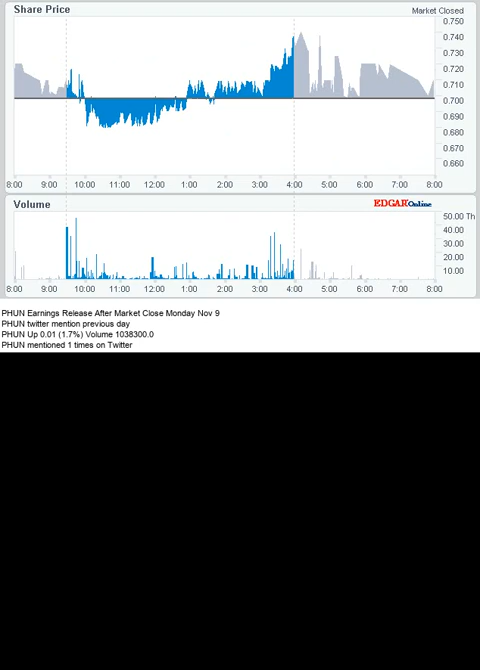 Share Price
Market Closed
0.750
0.740
0.730
0.720
0.710
0.700
0.690
0.680
0.670
0.660
8:00 9:00 10:00 11:00 12:00 1:00 2:00 3:00 4:00 5:00 6:00 7:00 8:00
Volume
EDGAROnline
50.00 Th
40.00
30.00
20.00
10.00
8:00 9:00 10:00 11:00 12:00 1:00 2:00 3:00 4:00 5:00 6:00 7:00 8:00
PHUN Earnings Release After Market Close Monday Nov 9
PHUN twitter mention previous day
PHUN Up 0.01 (1.7%) Volume 1038300.0
PHUN mentioned 1 times on Twitter